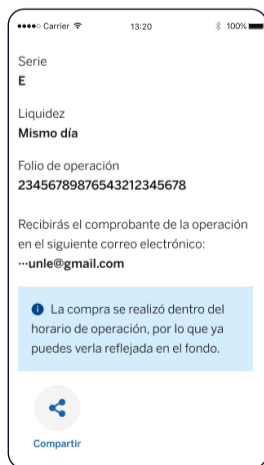 Carrier
13:20
100%
Serie
E
Liquidez
Mismo día
Folio de operación
23456789876543212345678
Recibirás el comprobante de la operación
en el siguiente correo electrónico:
···unle@gmail.com
La compra se realizó dentro del
horario de operación, por lo que ya
puedes verla reflejada en el fondo.
Compartir